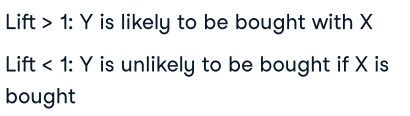 Lift > 1: Y is likely to be bought with X
Lift < 1: Y is unlikely to be bought if X is
bought